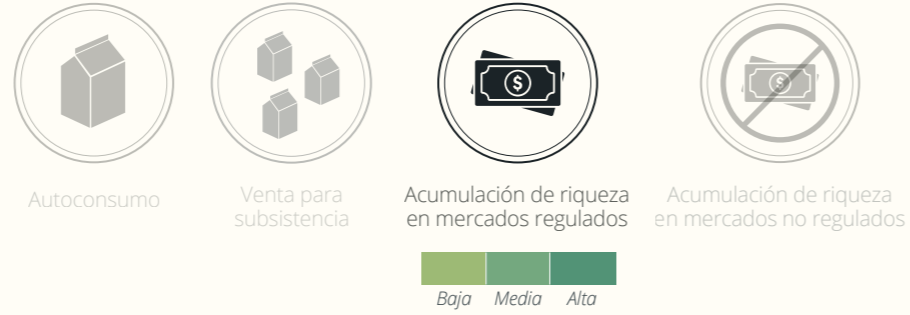 $
$
Autoconsumo
Venta para
subsistencia
Acumulación de riqueza
en mercados regulados
Acumulación de riqueza
en mercados no regulados
Baja
Media
Alta